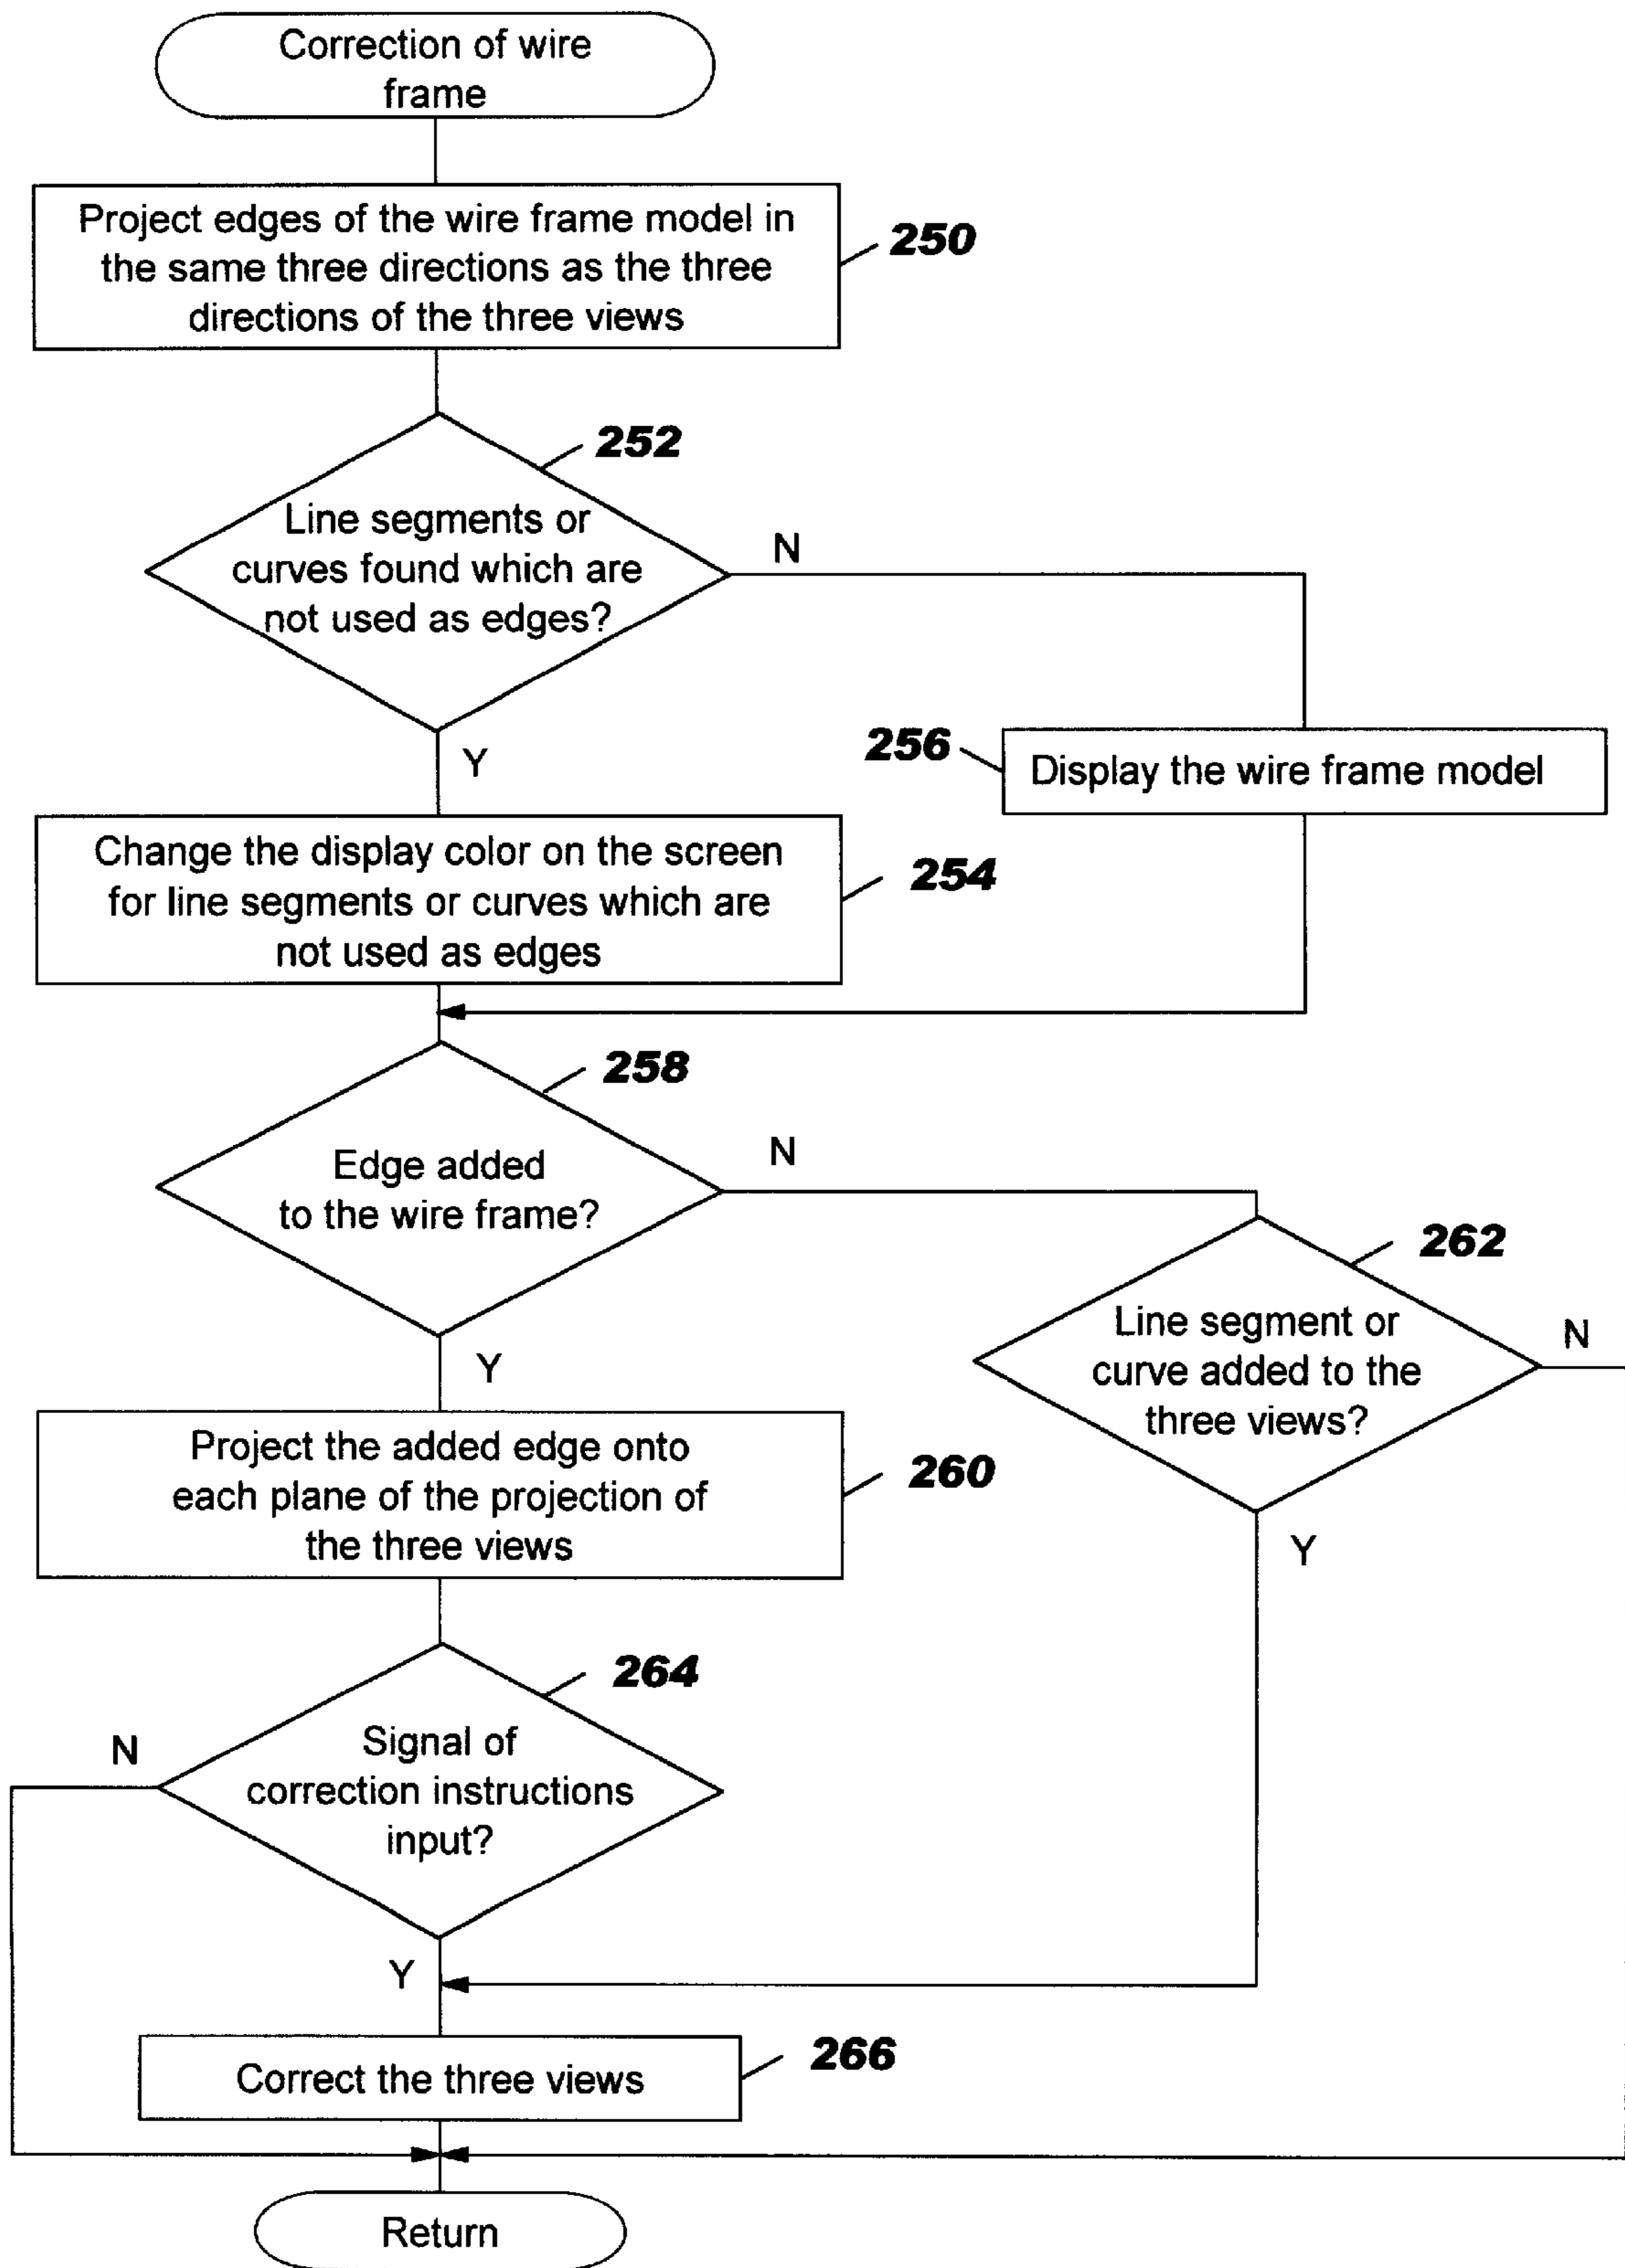 Correction of wire
frame
Project edges of the wire frame model in
the same three directions as the three
directions of the three views
250
252
Line segments or
curves found which are
not used as edges?
N
Y
256
Display the wire frame model
Change the display color on the screen
for line segments or curves which are
not used as edges
254
258
Edge added
to the wire frame?
N
Y
262
Line segment or
curve added to the
three views?
N
Y
Project the added edge onto
each plane of the projection of
the three views
260
264
Signal of
correction instructions
input?
N
Y
Correct the three views
266
Return